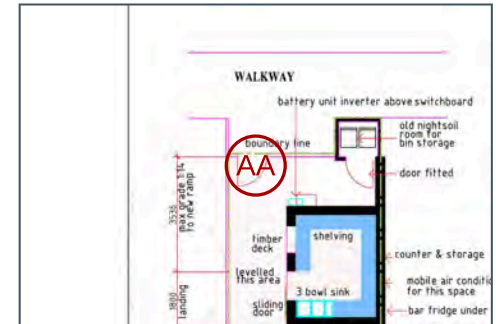 WALKWAY
battery unit inverter above switchboard
old nightsoil
room for
bin storage
boundary line
AA
door fitted
3536
max grade 1:14
to new ramp
timber
deck
shelving
counter & storage
levelled
this area
mobile air conditic
for this space
3 bowl sink
3800
landing
sliding
door
bar fridge under